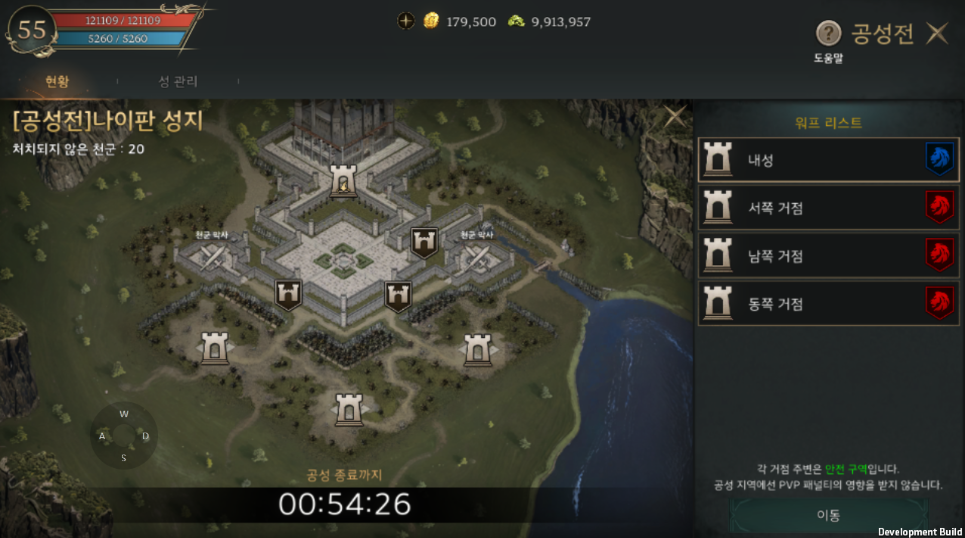 55
121109 / 121109
5260 / 5260
179,500
9,913,957
?
도움말
공성전
현황
성 관리
[공성전]나이판 성지
처치되지 않은 천군 : 20
천군 막사
천군 막사
W
A
D
S
공성 종료까지
00:54:26
워프 리스트
내성
서쪽 거점
남쪽 거점
동쪽 거점
각 거점 주변은 안전 구역입니다.
공성 지역에선 PVP 패널티의 영향을 받지 않습니다.
이동
Development Build